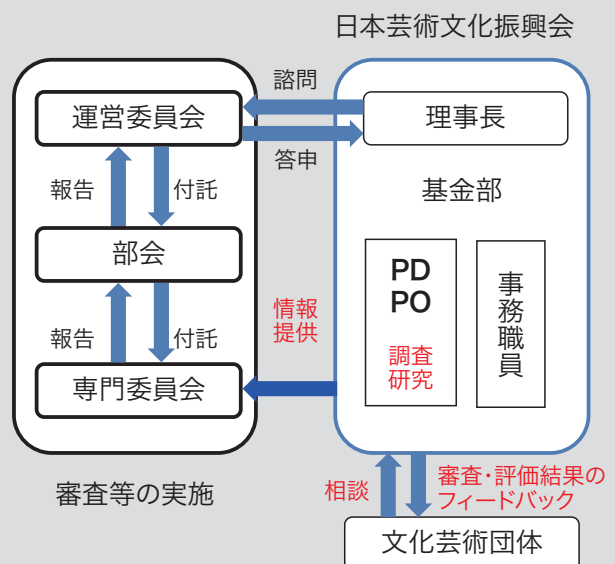 日本芸術文化振興会
諮問
運営委員会
理事長
答申
報告
付託
基金部
部会
PD
PO
調査
研究
事務職員
情報
提供
報告
付託
専門委員会
審査等の実施
相談
審査・評価結果の
フィードバック
文化芸術団体